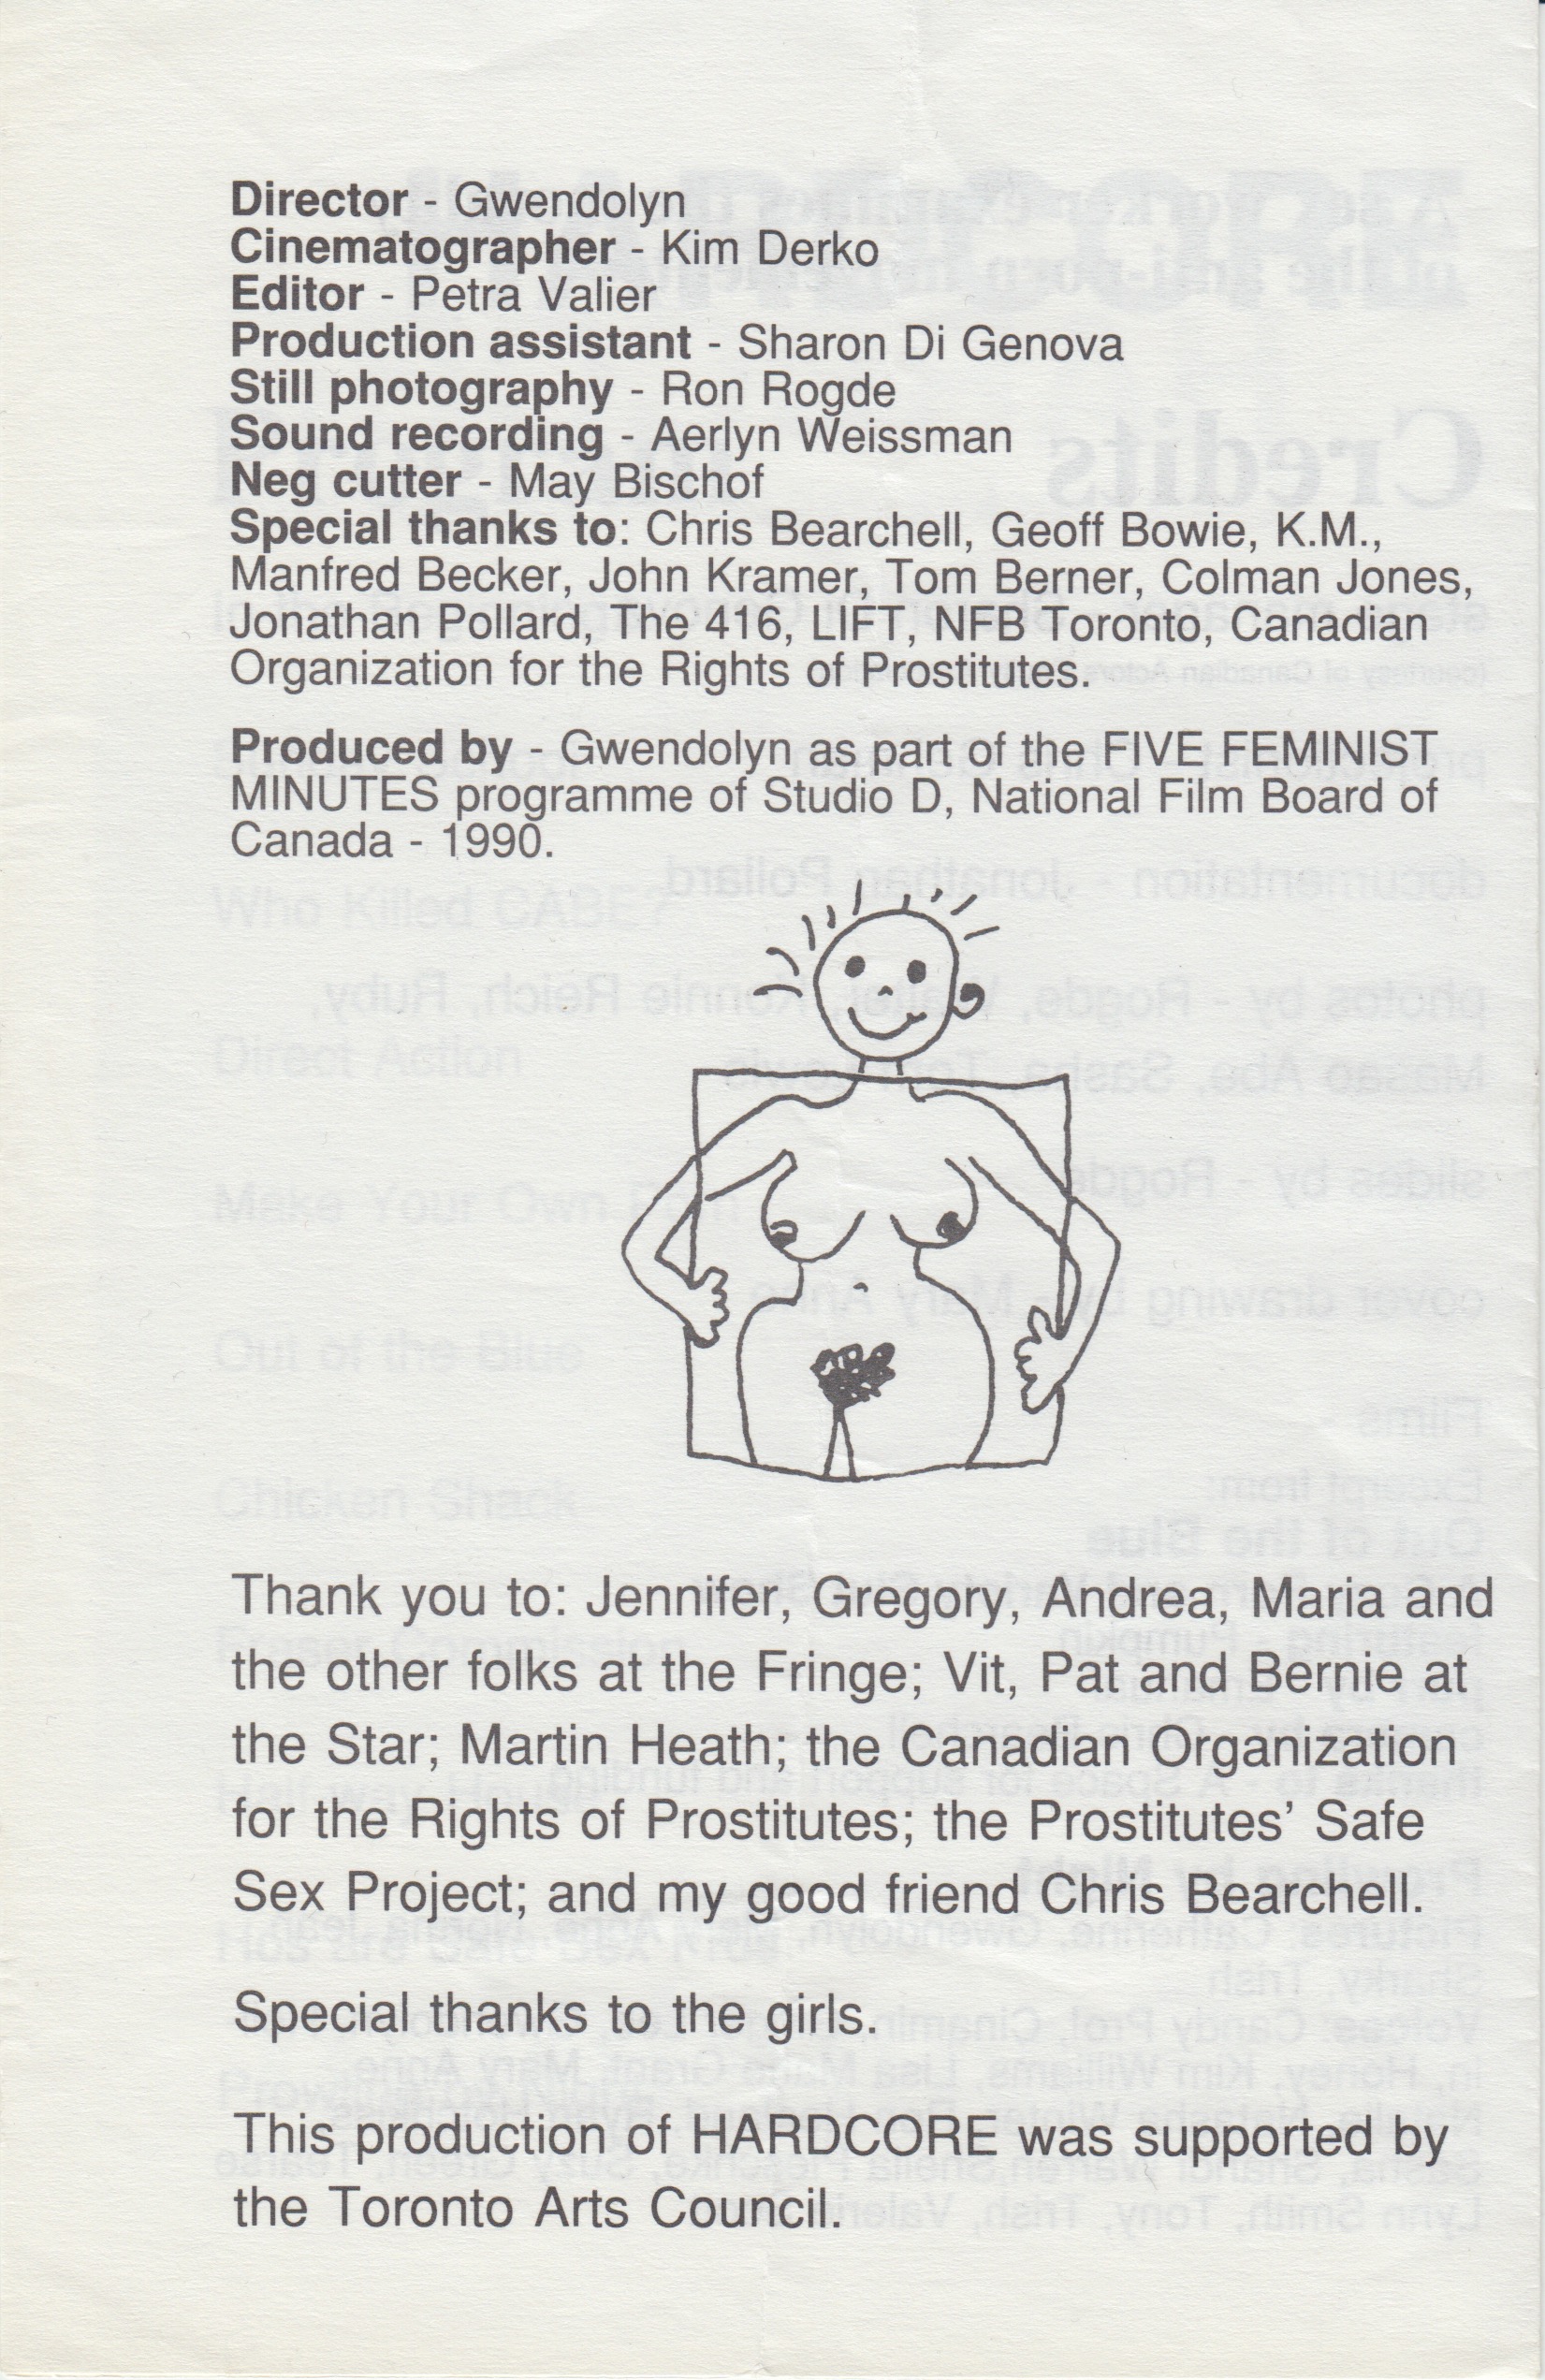 Director - Gwendolyn
Cinematographer - Kim Derko
Editor - Petra Valier
Production assistant - Sharon Di Genova
Still photography - Ron Rogde
Sound recording - Aerlyn Weissman
Neg cutter - May Bischof
Special thanks to: Chris Bearchell, Geoff Bowie, K.M.,
Manfred Becker, John Kramer, Tom Berner, Colman Jones,
Jonathan Pollard, The 416, LIFT, NFB Toronto, Canadian
Organization for the Rights of Prostitutes.
Produced by - Gwendolyn as part of the FIVE FEMINIST
MINUTES programme of Studio D, National Film Board of
Canada - 1990.
Thank you to: Jennifer, Gregory, Andrea, Maria and
the other folks at the Fringe; Vit, Pat and Bernie at
the Star; Martin Heath; the Canadian Organization
for the Rights of Prostitutes; the Prostitutes' Safe
Sex Project; and my good friend Chris Bearchell.
Special thanks to the girls.
This production of HARDCORE was supported by
the Toronto Arts Council.